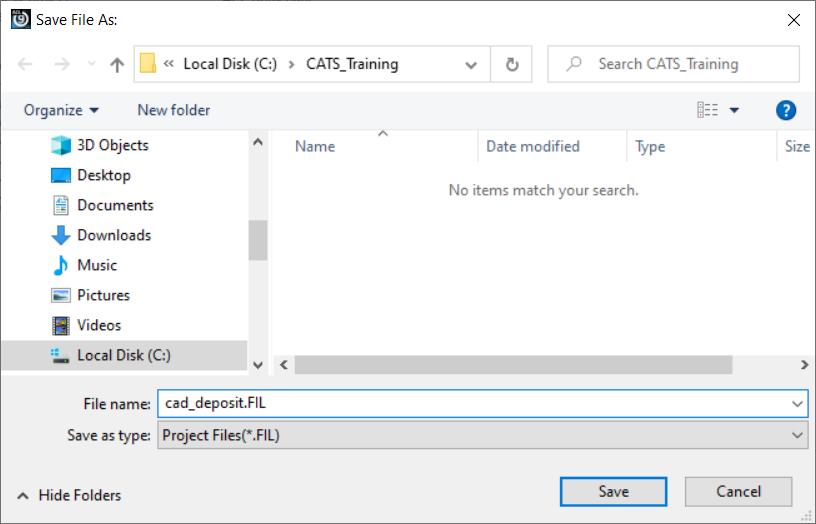 Save File As:
« Local Disk (C:) > CATS_Training
Search CATS_Training
Organize
New folder
?
3D Objects
Desktop
Documents
Downloads
Music
Pictures
Videos
Local Disk (C:)
Name
Date modified
Type
Size
No items match your search.
File name: cad_deposit.FIL
Save as type: Project Files(*.FIL)
Hide Folders
Save
Cancel